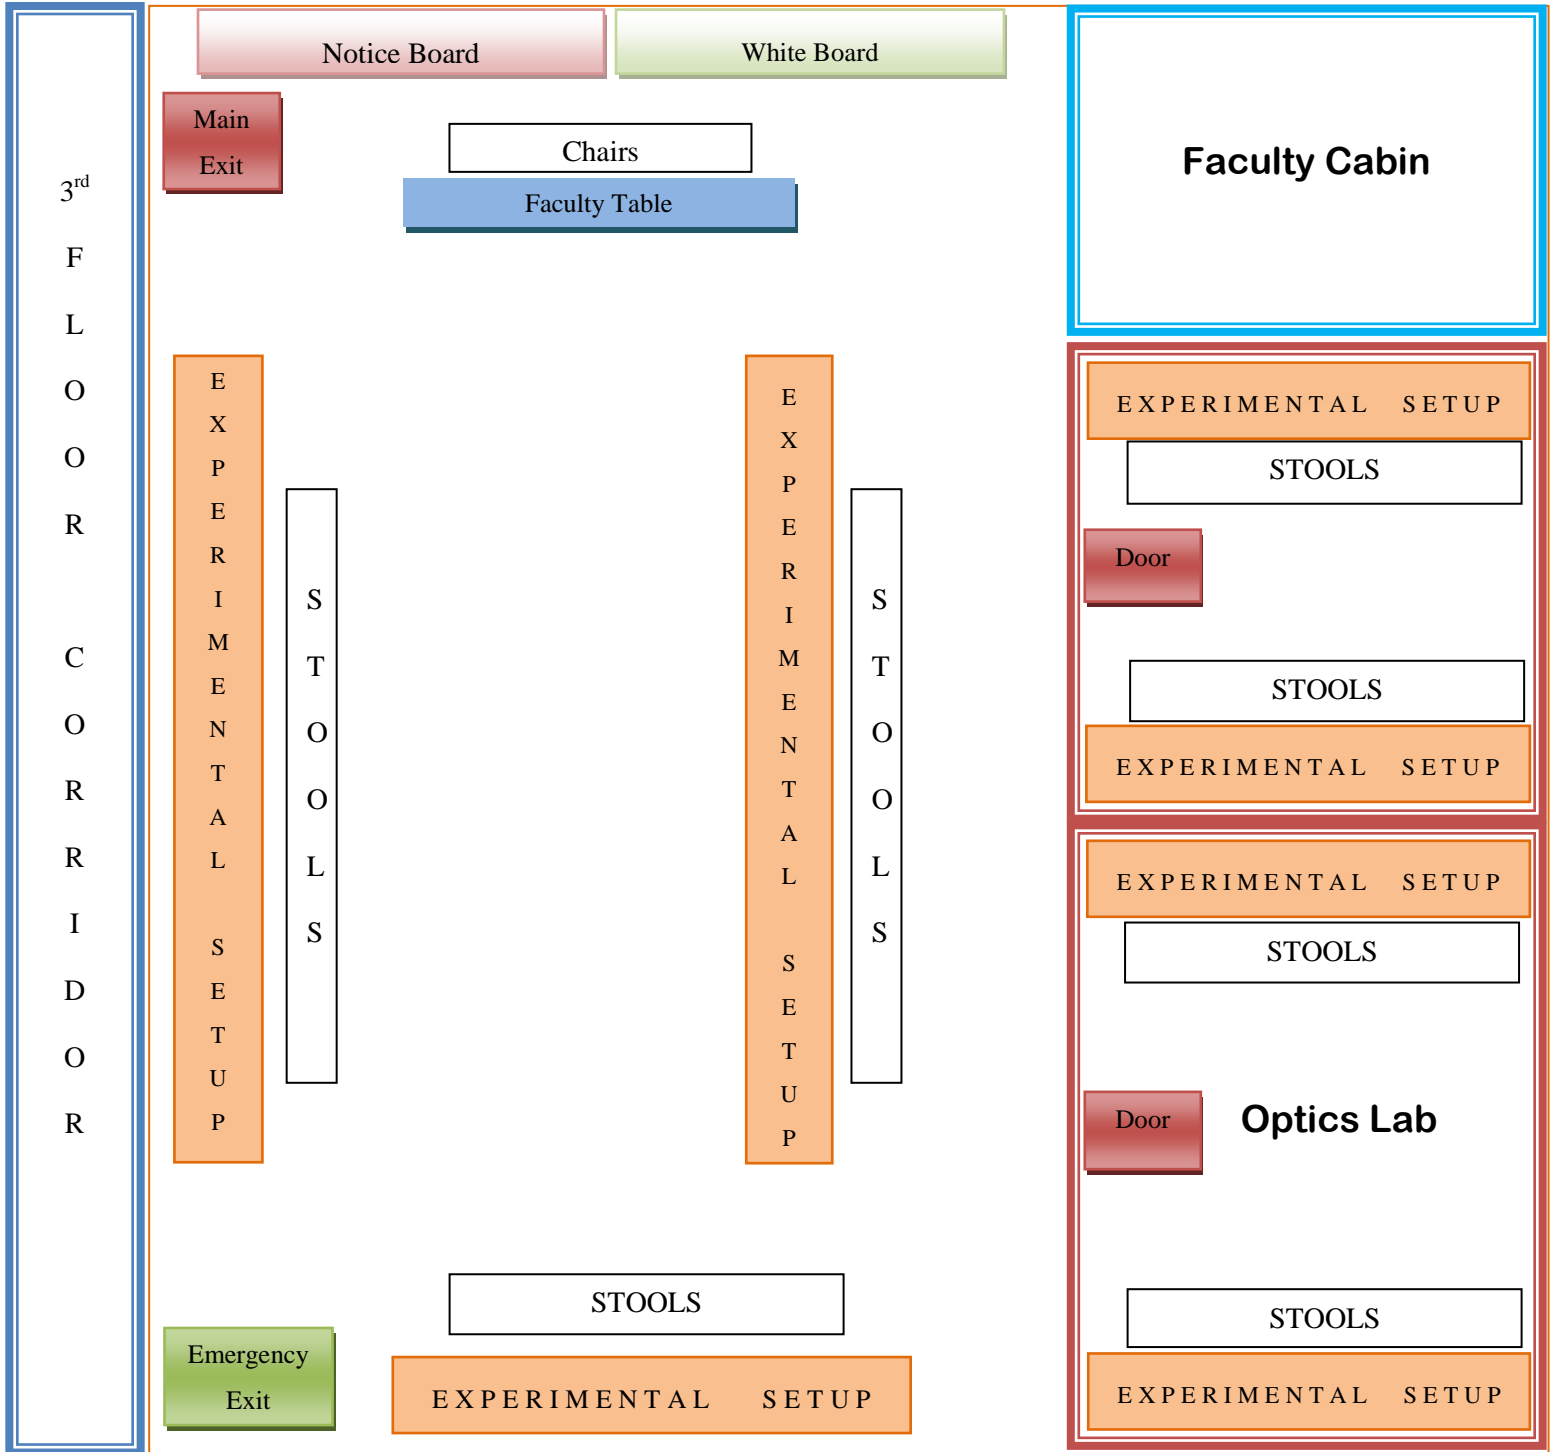 3rd
FLOOR
CORRIDOR
Notice Board
White Board
Main
Exit
Chairs
Faculty Table
Faculty Cabin
EXPERIMENTAL SETUP
STOOLS
EXPERIMENTAL SETUP
STOOLS
EXPERIMENTAL SETUP
STOOLS
Door
STOOLS
EXPERIMENTAL SETUP
EXPERIMENTAL SETUP
STOOLS
Door
Optics Lab
STOOLS
EXPERIMENTAL SETUP
STOOLS
Emergency
Exit
EXPERIMENTAL SETUP